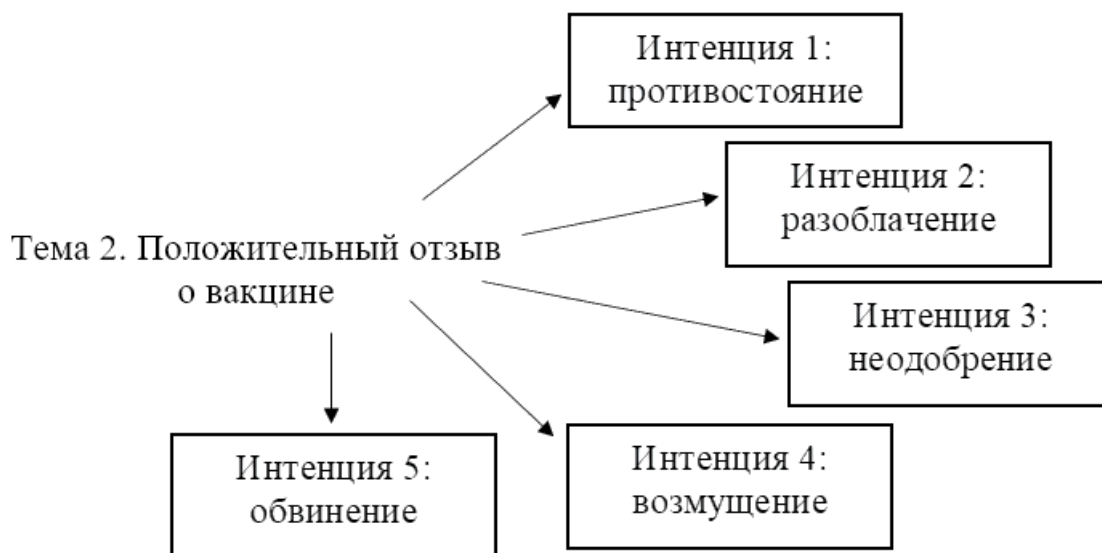 Интенция 1:
противостояние
Интенция 2:
разоблачение
Тема 2. Положительный отзыв
о вакцине
Интенция 3:
неодобрение
Интенция 4:
возмущение
Интенция 5:
обвинение